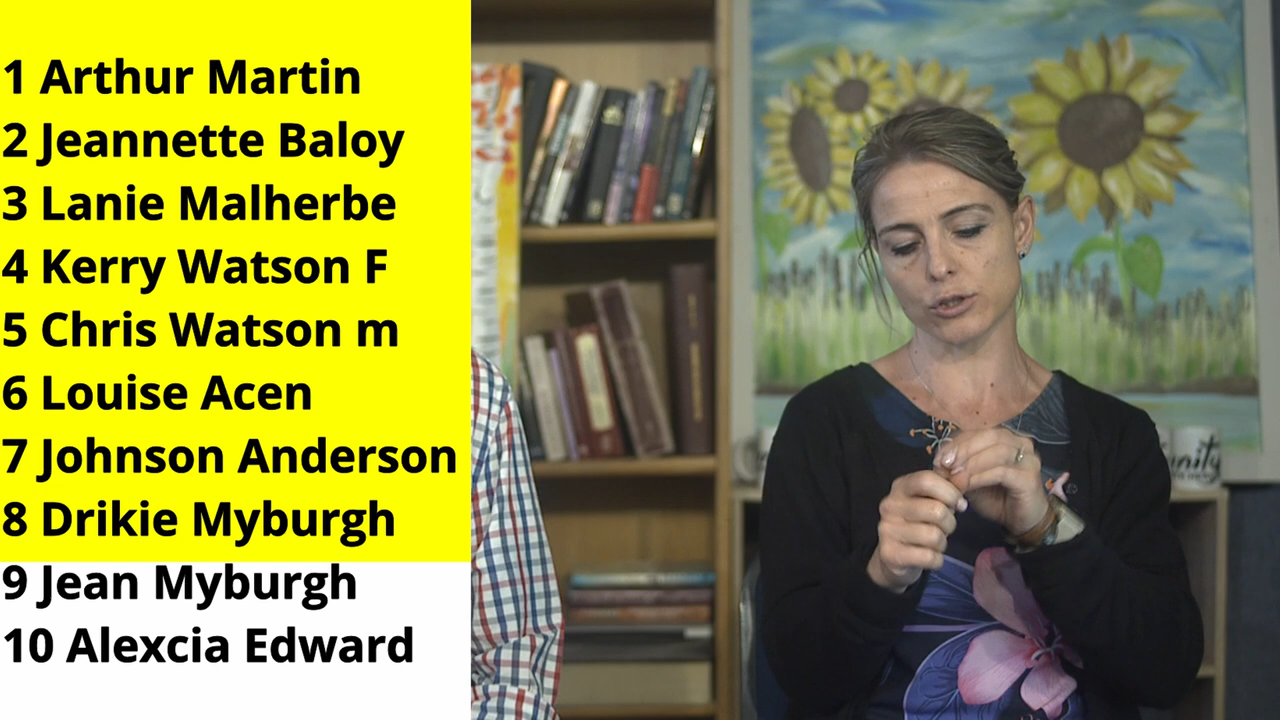 1 Arthur Martin
2 Jeannette Baloy
3 Lanie Malherbe
4 Kerry Watson F
5 Chris Watson m
6 Louise Acen
7 Johnson Anderson
8 Drikie Myburgh
9 Jean Myburgh
10 Alexcia Edward